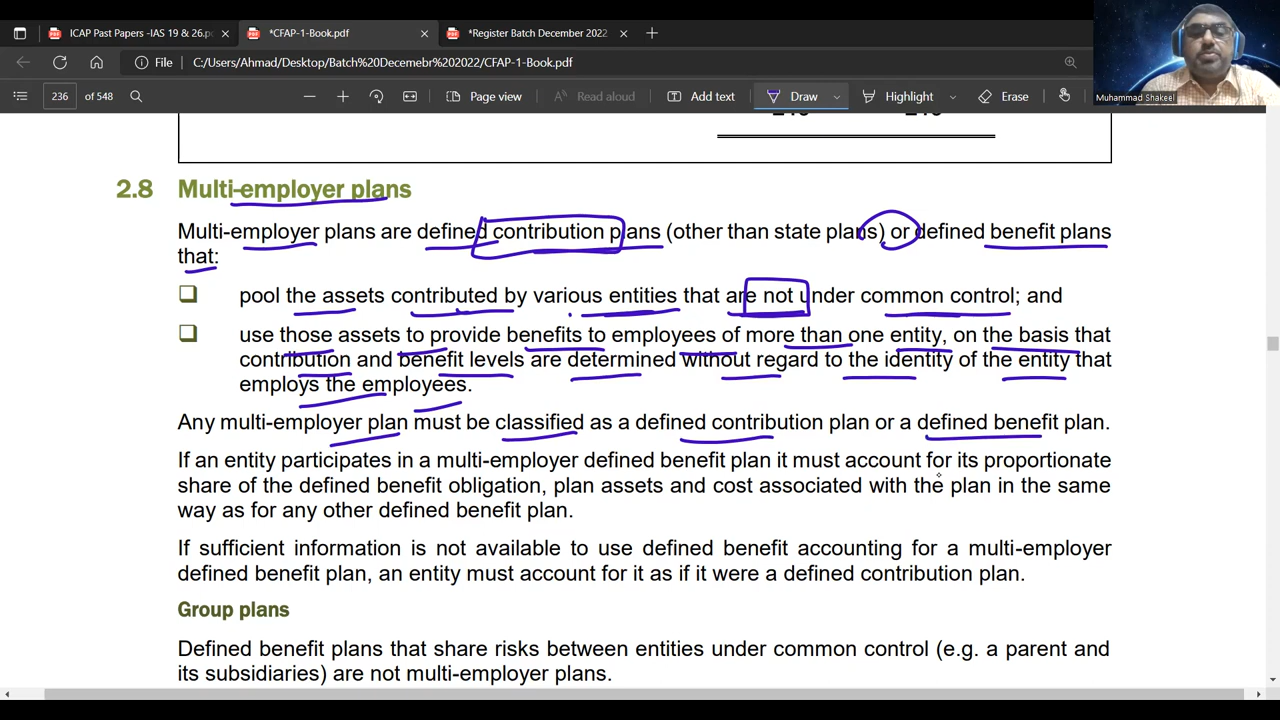 ICAP Past Papers -IAS 19 & 26.p
*CFAP-1-Book.pdf
*Register Batch December 2022
File
C:/Users/Ahmad/Desktop/Batch%20Decemebr%202022/CFAP-1-Book.pdf
236 of 548
Page view
Read aloud
Add text
Draw
Highlight
Erase
Muhammad Shakeel
2.8 Multi-employer plans
Multi-employer plans are defined contribution plans (other than state plans) or defined benefit plans
that:
pool the assets contributed by various entities that are not under common control; and
use those assets to provide benefits to employees of more than one entity, on the basis that
contribution and benefit levels are determined without regard to the identity of the entity that
employs the employees.
Any multi-employer plan must be classified as a defined contribution plan or a defined benefit plan.
If an entity participates in a multi-employer defined benefit plan it must account for its proportionate
share of the defined benefit obligation, plan assets and cost associated with the plan in the same
way as for any other defined benefit plan.
If sufficient information is not available to use defined benefit accounting for a multi-employer
defined benefit plan, an entity must account for it as if it were a defined contribution plan.
Group plans
Defined benefit plans that share risks between entities under common control (e.g. a parent and
its subsidiaries) are not multi-employer plans.